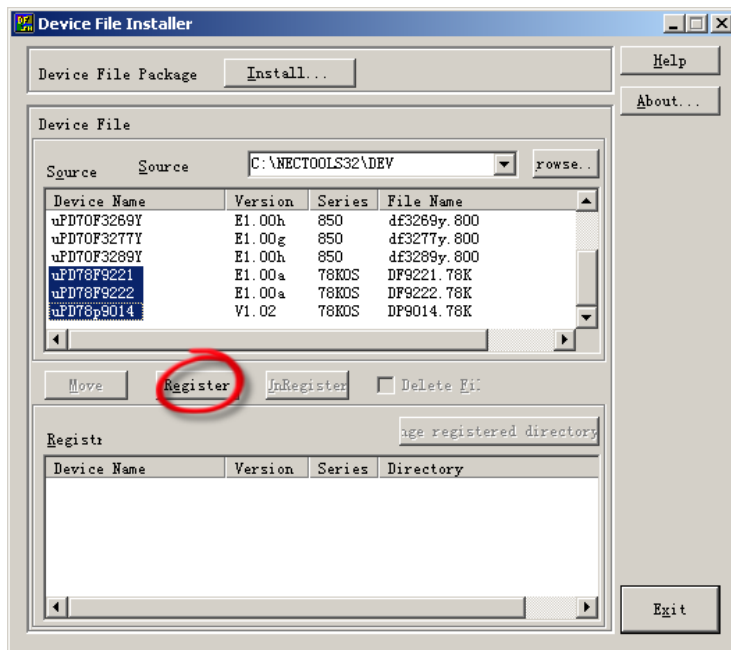 Device File Installer
Help
Device File Package Install...
About...
Device File
Source Source C:\NECTOOLS32\DEV rowse..
Device Name Version Series File Name
uPD70F3269Y E1.00h 850 df3269y.800
uPD70F3277Y E1.00g 850 df3277y.800
uPD70F3289Y E1.00h 850 df3289y.800
uPD78F9221 E1.00a 78K0S DF9221.78K
uPD78F9222 E1.00a 78K0S DF9222.78K
uPD78p9014 V1.02 78K0S DP9014.78K
Move Register UnRegister Delete Fi
Registr age registered directory
Device Name Version Series Directory
Exit